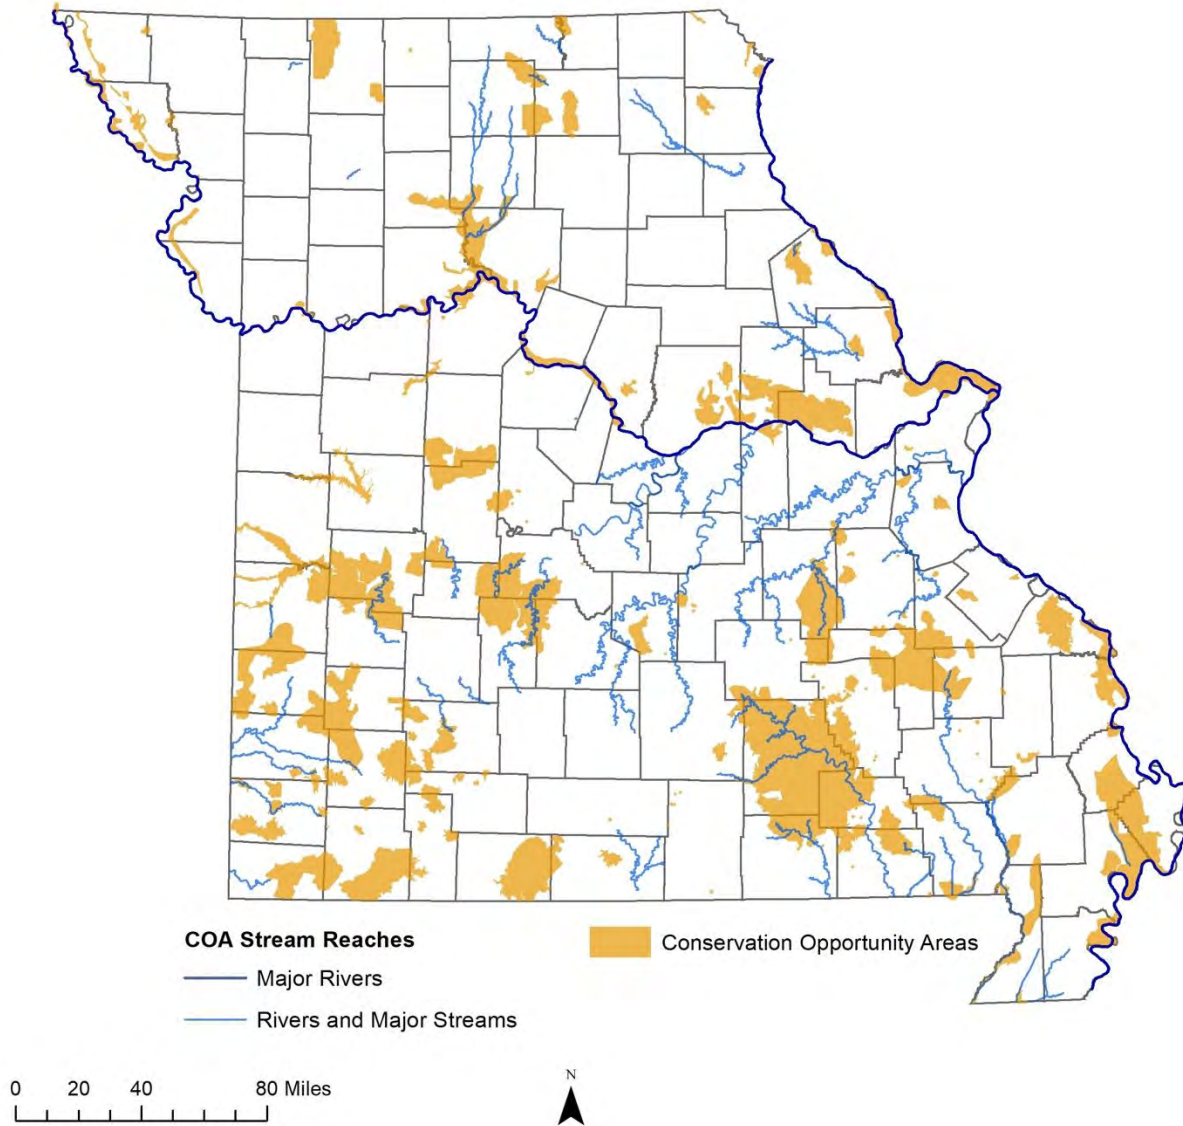 COA Stream Reaches
Conservation Opportunity Areas
Major Rivers
Rivers and Major Streams
0 20 40 80 Miles
N